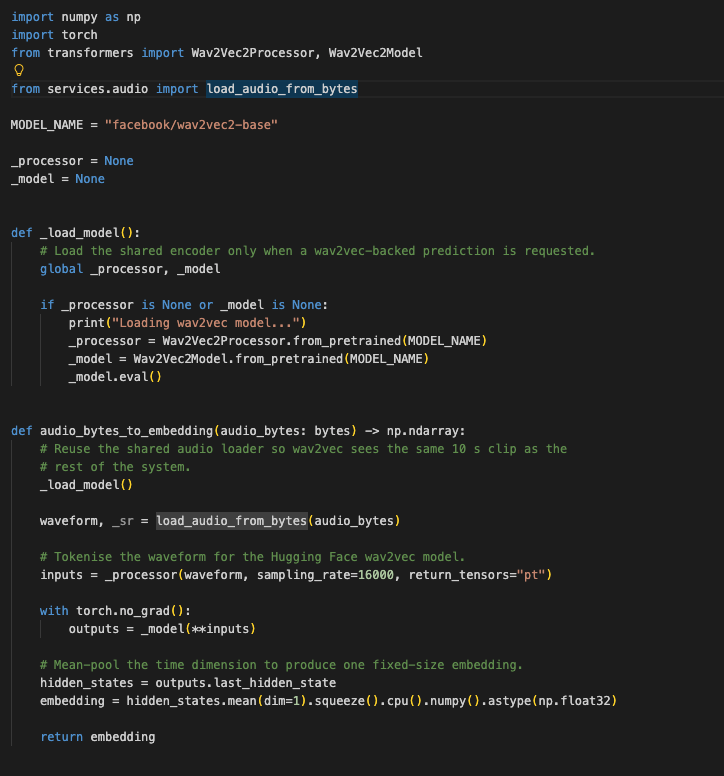 import numpy as np
import torch
from transformers import Wav2Vec2Processor, Wav2Vec2Model
from services.audio import load_audio_from_bytes
MODEL_NAME = "facebook/wav2vec2-base"
_processor = None
_model = None
def _load_model():
# Load the shared encoder only when a wav2vec-backed prediction is requested.
global _processor, _model
if _processor is None or _model is None:
print("Loading wav2vec model...")
_processor = Wav2Vec2Processor.from_pretrained(MODEL_NAME)
_model = Wav2Vec2Model.from_pretrained(MODEL_NAME)
_model.eval()
def audio_bytes_to_embedding(audio_bytes: bytes) -> np.ndarray:
# Reuse the shared audio loader so wav2vec sees the same 10 s clip as the
# rest of the system.
_load_model()
waveform, _sr = load_audio_from_bytes(audio_bytes)
# Tokenise the waveform for the Hugging Face wav2vec model.
inputs = _processor(waveform, sampling_rate=16000, return_tensors="pt")
with torch.no_grad():
outputs = _model(**inputs)
# Mean-pool the time dimension to produce one fixed-size embedding.
hidden_states = outputs.last_hidden_state
embedding = hidden_states.mean(dim=1).squeeze().cpu().numpy().astype(np.float32)
return embedding